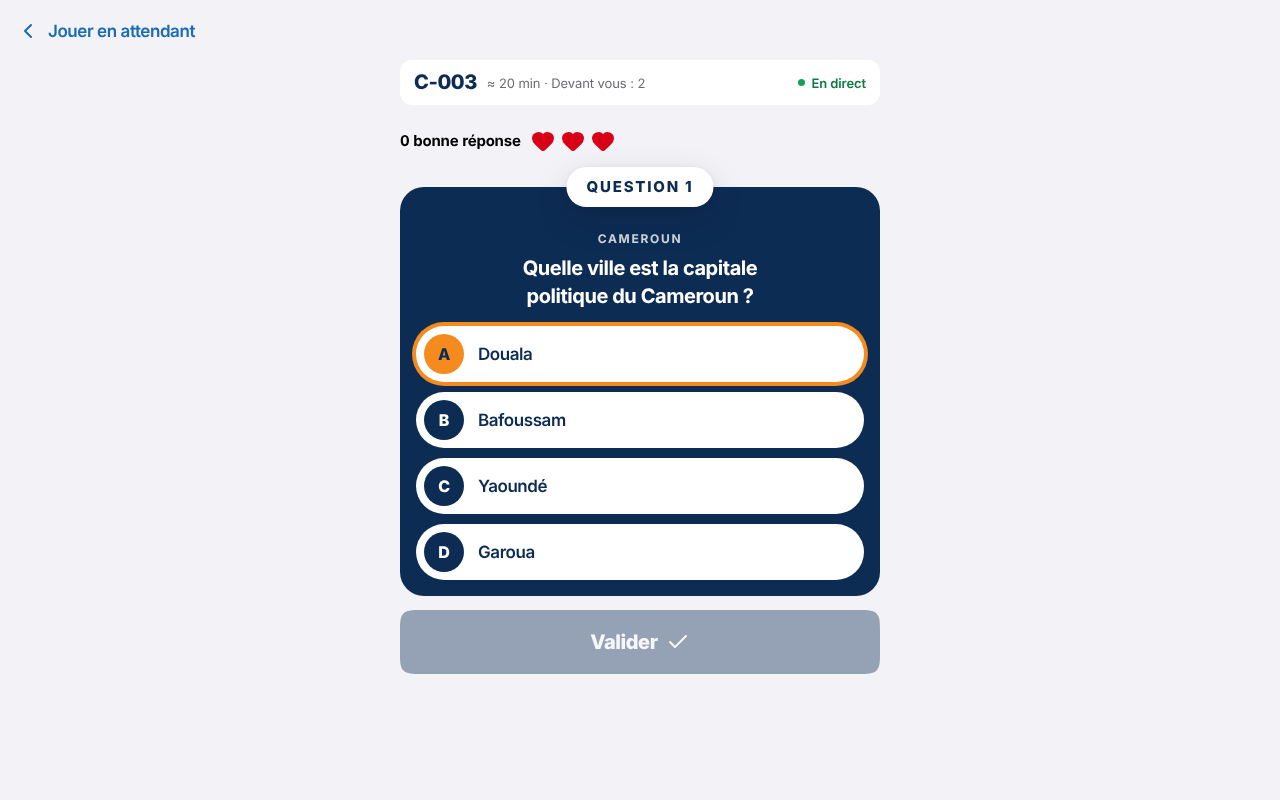 Jouer en attendant
C-003 ≈ 20 min · Devant vous : 2 En direct
0 bonne réponse
QUESTION 1
CAMEROUN
Quelle ville est la capitale
politique du Cameroun ?
A Douala
B Bafoussam
C Yaoundé
D Garoua
Valider